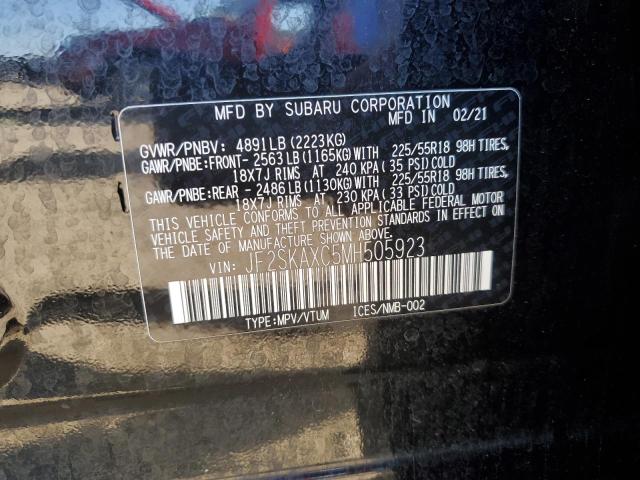 MFD BY SUBARU CORPORATION
MFD IN 02/21
GVWR/PNBV: 4891LB(2223KG)
GAWR/PNBE:FRONT- 2563LB(1165KG)WITH 225/55R18 98H TIRES,
18X7J RIMS AT 240 KPA(35 PSI)COLD
GAWR/PNBE:REAR - 2486LB(1130KG)WITH 225/55R18 98H TIRES,
18X7J RIMS AT 230 KPA(33 PSI)COLD
THIS VEHICLE CONFORMS TO ALL APPLICABLE FEDERAL MOTOR
VEHICLE SAFETY AND THEFT PREVENTION STANDARDS IN EFFECT ON
THE DATE OF MANUFACTURE SHOWN ABOVE.
VIN: JF2SKAXC5MH505923
TYPE:MPV/VTUM ICES/NMB-002